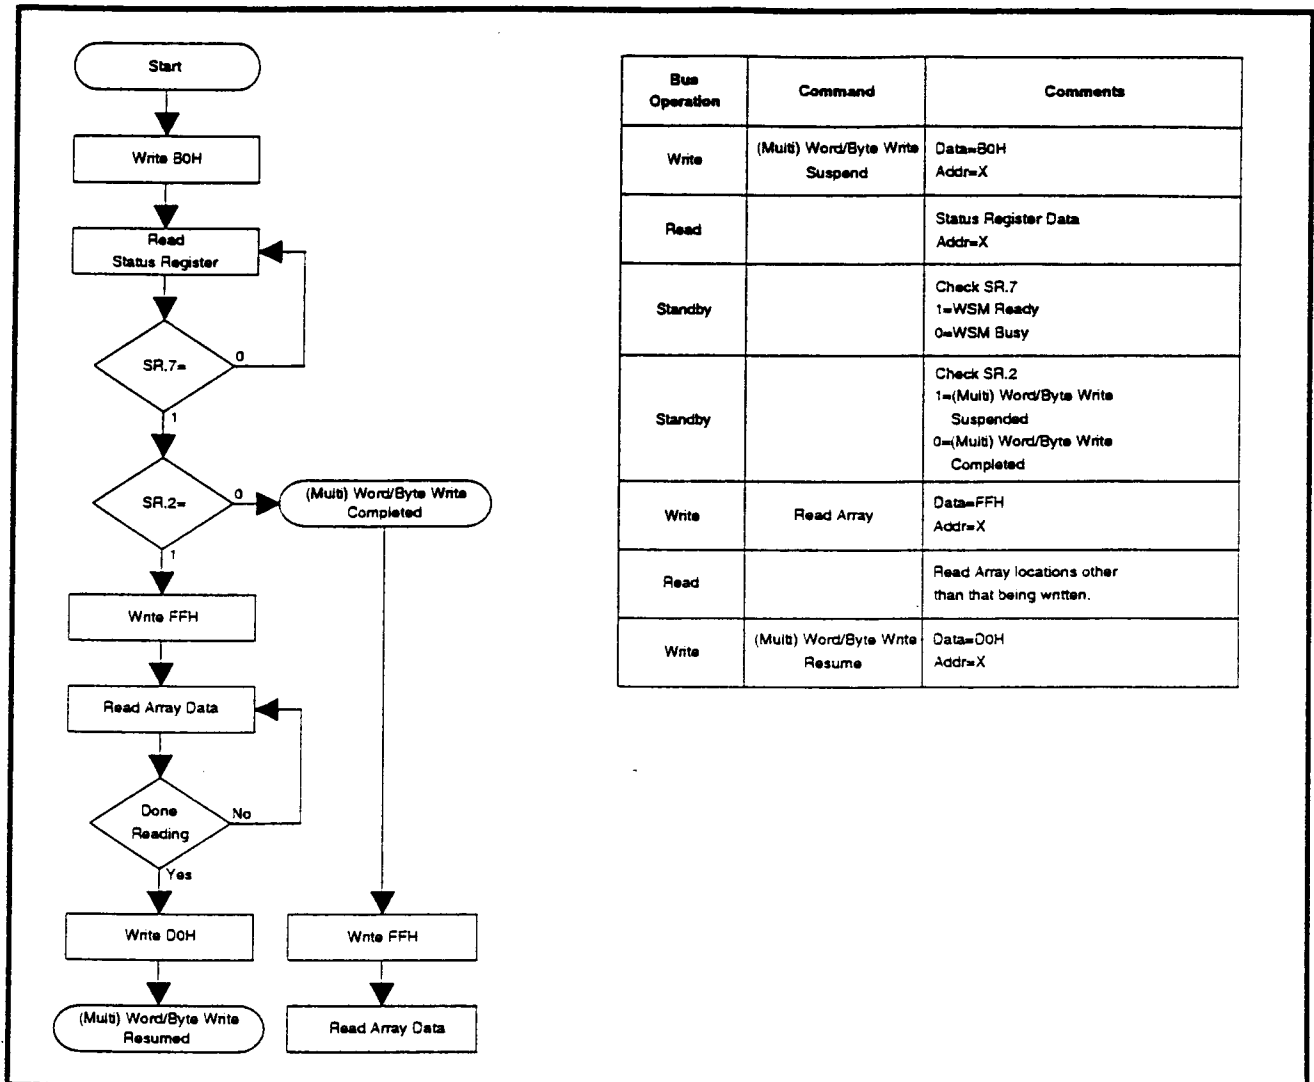 Start
Write B0H
Read
Status Register
SR.7=
0
1
SR.2=
0
(Multi) Word/Byte Write
Completed
1
Write FFH
Read Array Data
Done
Reading
No
Yes
Write D0H
Write FFH
(Multi) Word/Byte Write
Resumed
Read Array Data
Bus
Operation
Command
Comments
Write
(Multi) Word/Byte Write
Suspend
Data=B0H
Addr=X
Read
Status Register Data
Addr=X
Standby
Check SR.7
1=WSM Ready
0=WSM Busy
Standby
Check SR.2
1=(Multi) Word/Byte Write
Suspended
0=(Multi) Word/Byte Write
Completed
Write
Read Array
Data=FFH
Addr=X
Read
Read Array locations other
than that being written.
Write
(Multi) Word/Byte Write
Resume
Data=D0H
Addr=X